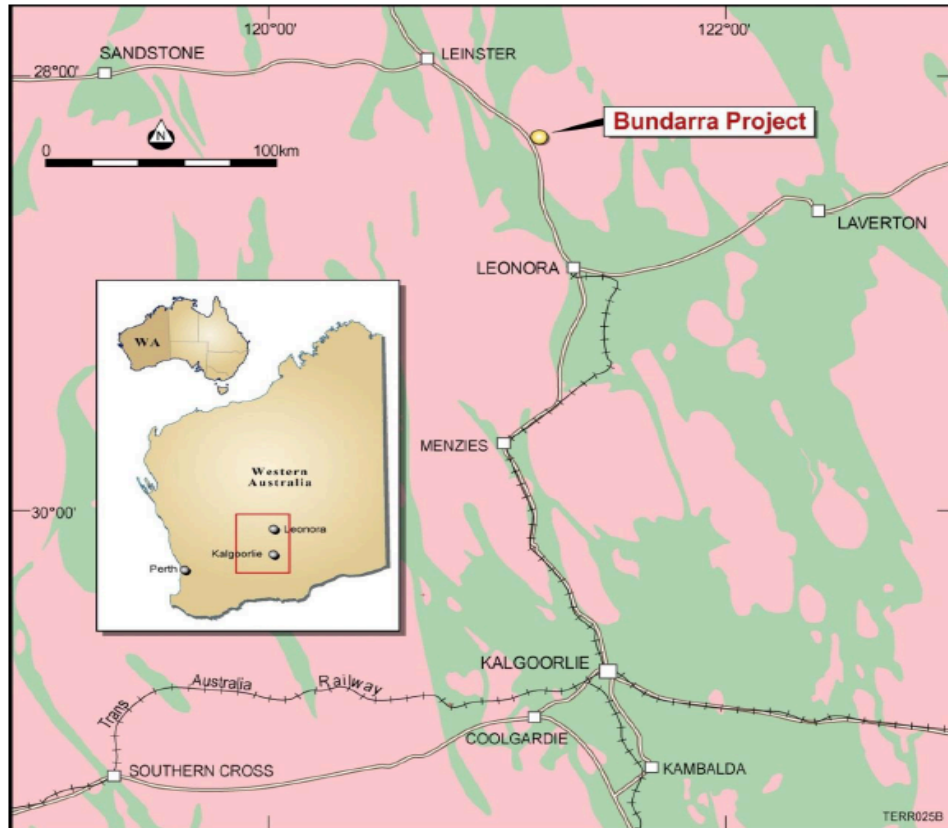 120°00'
122°00'
SANDSTONE
LEINSTER
28°00'
N
0
100km
Bundarra Project
LAVERTON
LEONORA
WA
Western
Australia
Leonora
Kalgoorlie
Perth
MENZIES
30°00'
KALGOORLIE
Trans Australia Railway
COOLGARDIE
SOUTHERN CROSS
KAMBALDA
TERR025B